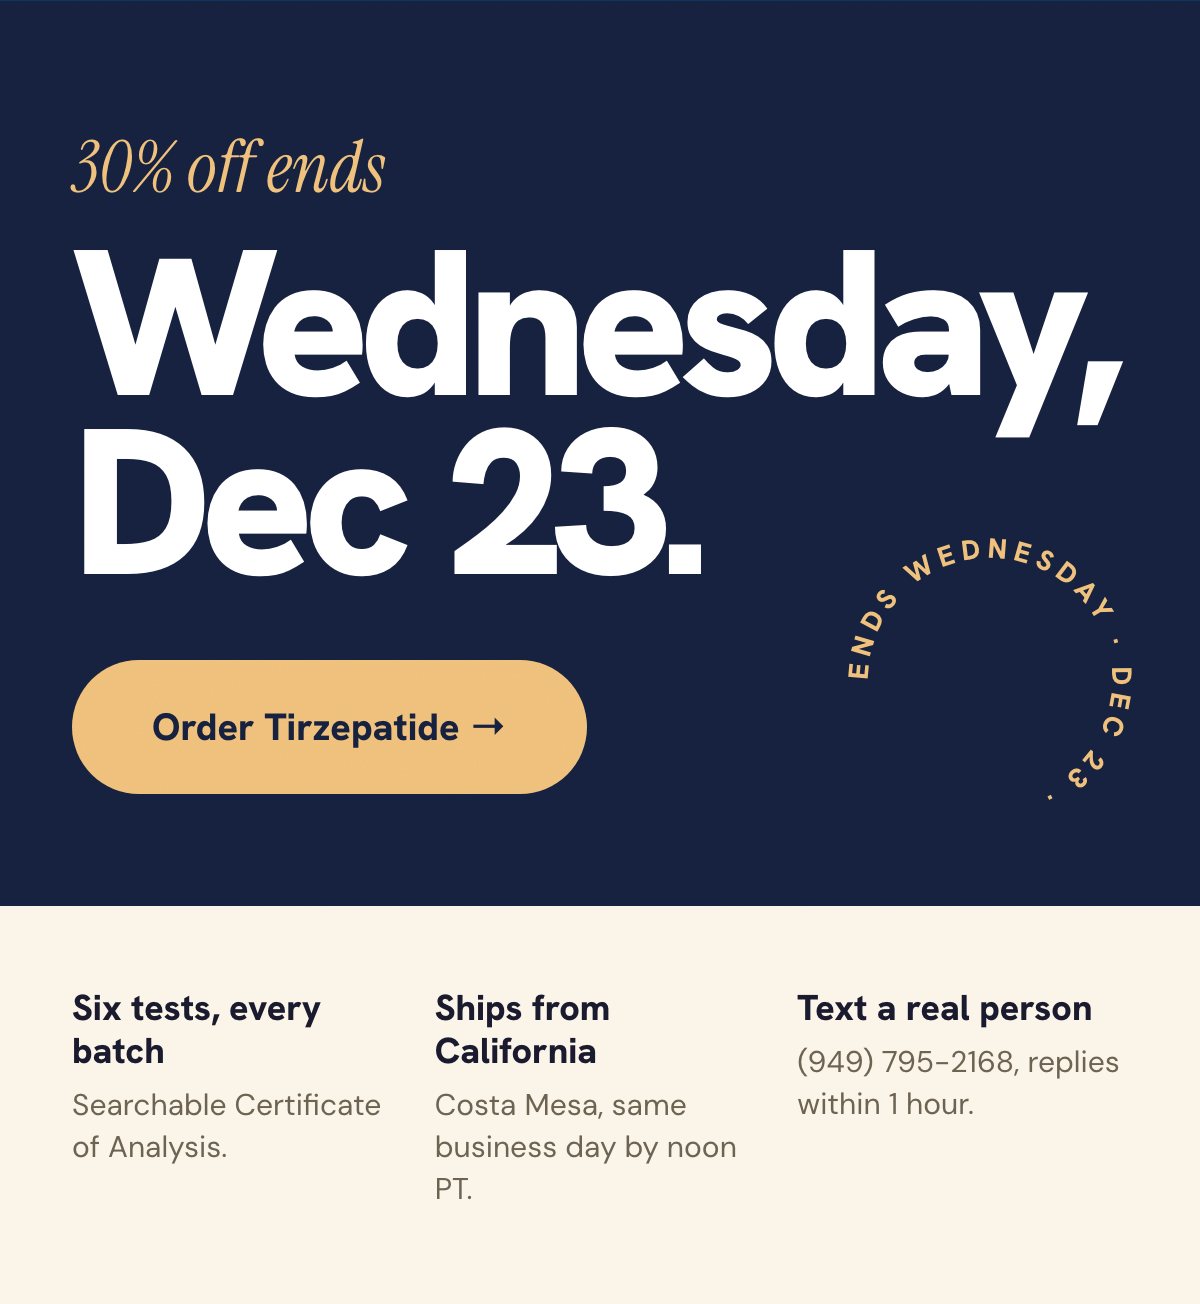 30% off ends
Wednesday,
Dec 23.
ENDS WEDNESDAY · DEC 23 ·
Order Tirzepatide →
Six tests, every
batch
Searchable Certificate
of Analysis.
Ships from
California
Costa Mesa, same
business day by noon
PT.
Text a real person
(949) 795-2168, replies
within 1 hour.